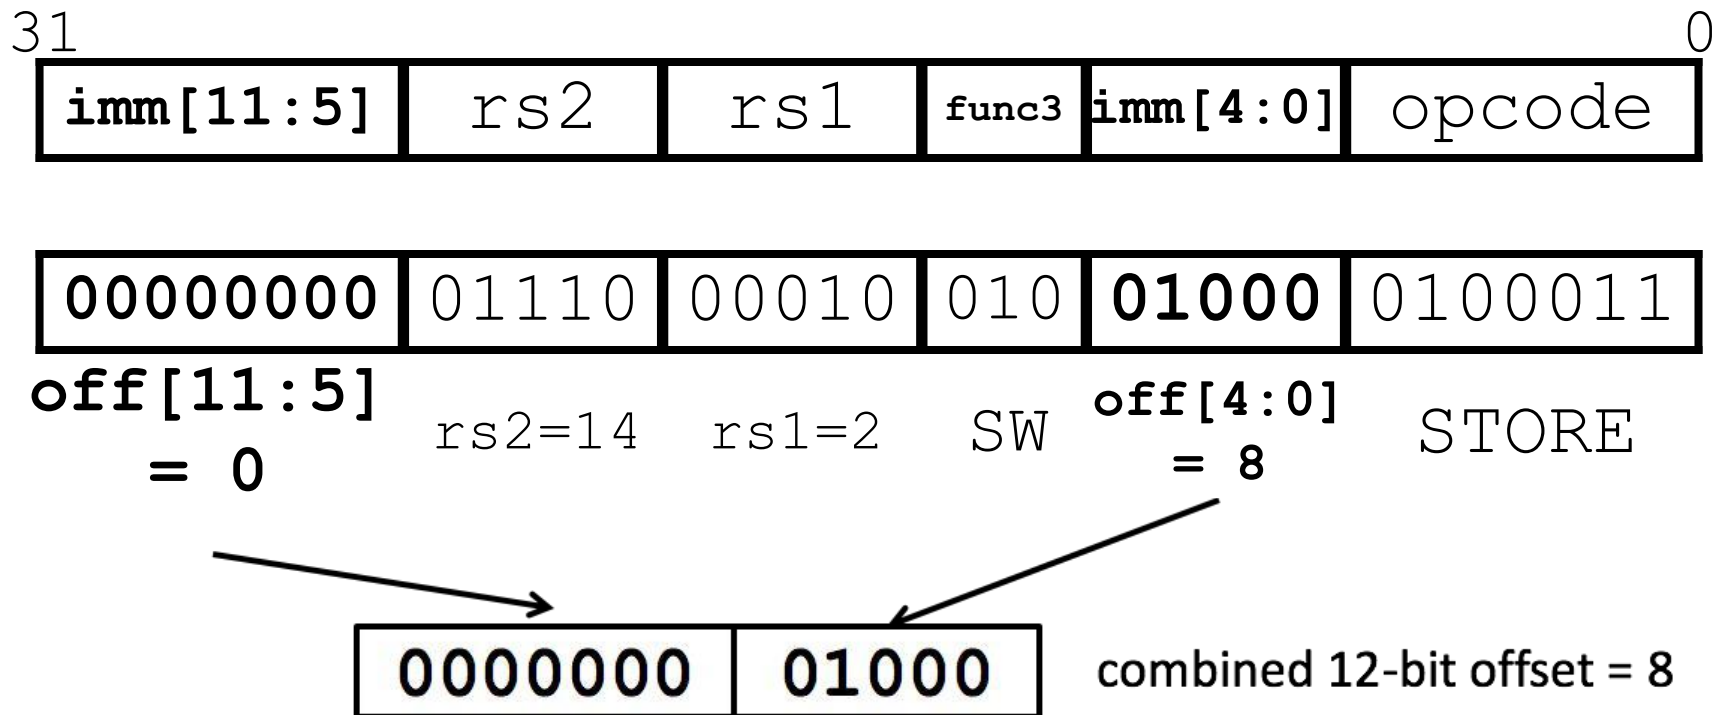 31 0
imm[11:5] rs2 rs1 func3 imm[4:0] opcode
00000000 01110 00010 010 01000 0100011
off[11:5] = 0 rs2=14 rs1=2 SW off[4:0] = 8 STORE
0000000 01000 combined 12-bit offset = 8